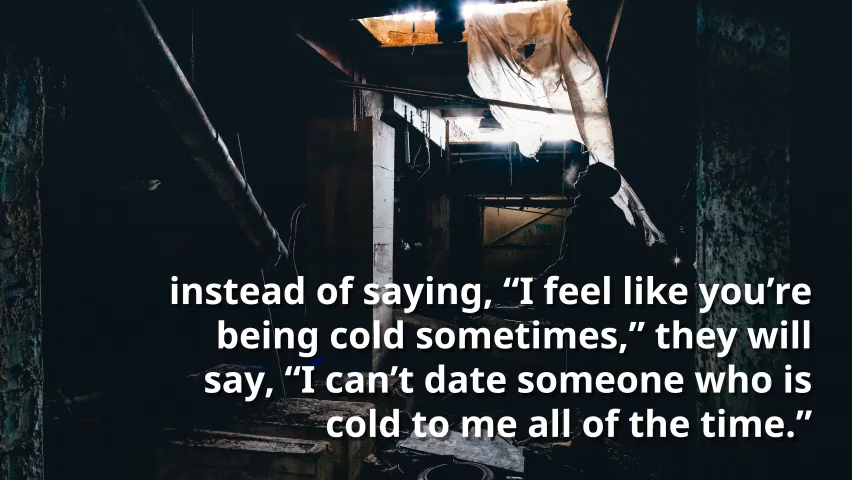 instead of saying, “I feel like you’re
being cold sometimes,” they will
say, “I can’t date someone who is
cold to me all of the time.”